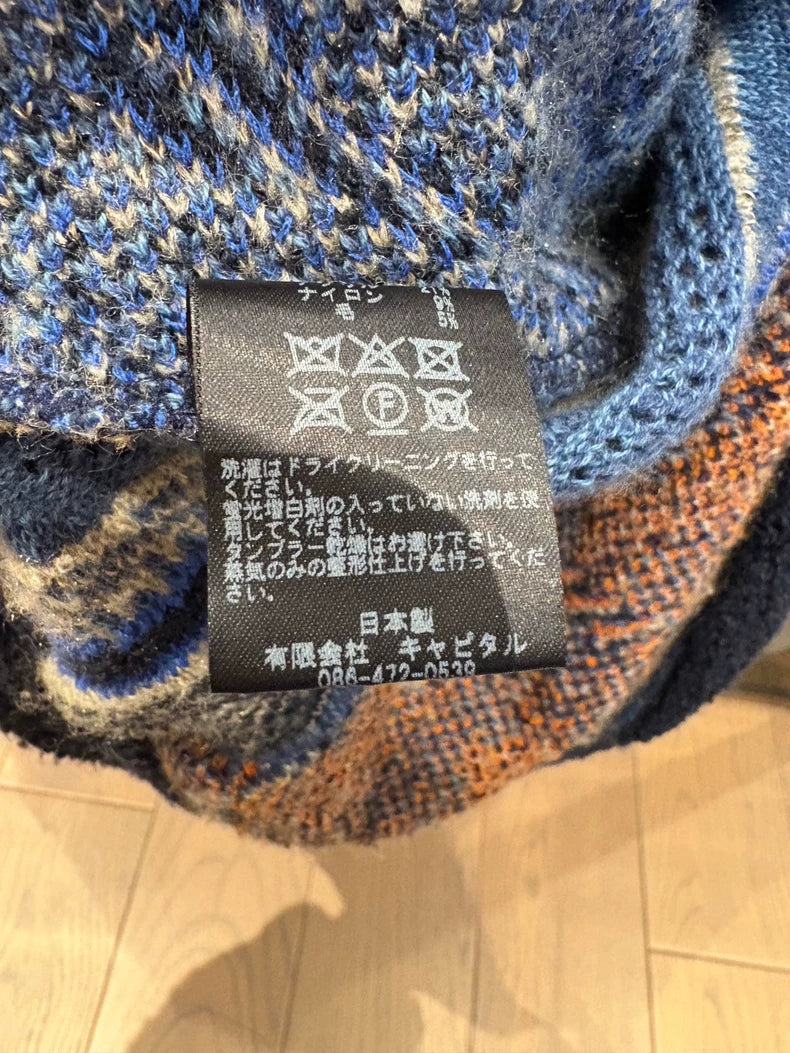 ナイロン
毛
P W
洗濯はドライクリーニングを行って
ください。
蛍光増白剤の入っていない洗剤を使
用してください。
タンブラー乾燥はお避け下さい。
蒸気のみの整形仕上げを行ってくだ
さい。
日本製
有限会社 キャピタル
086-472-0539